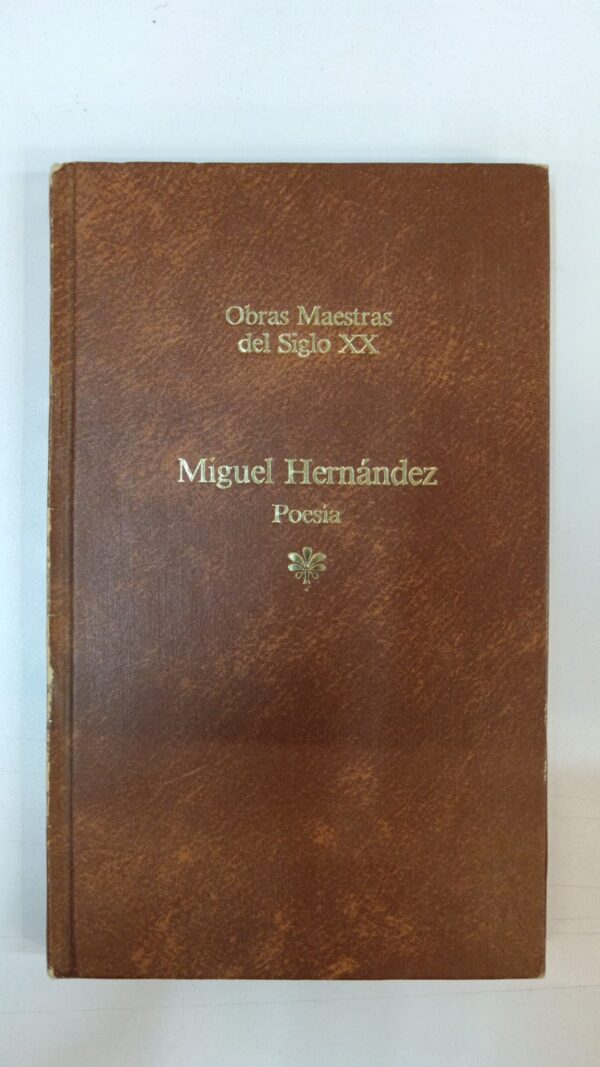 Obras Maestras
del Siglo XX
Miguel Hernández
Poesía